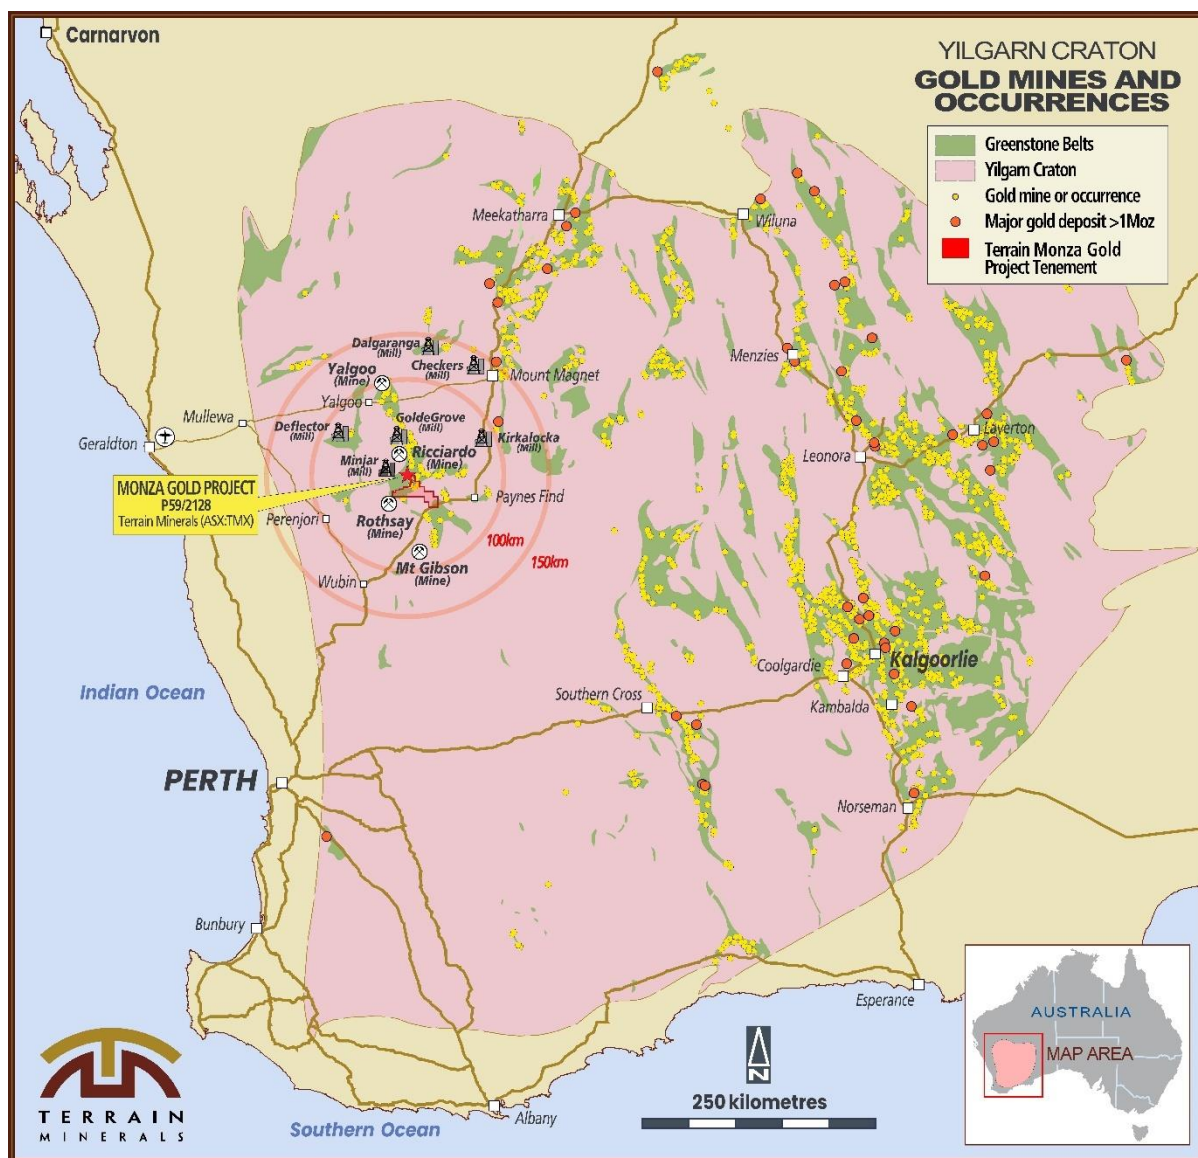 Carnarvon
YILGARN CRATON
GOLD MINES AND
OCCURRENCES
Greenstone Belts
Yilgarn Craton
Gold mine or occurrence
Major gold deposit >1Moz
Terrain Monza Gold
Project Tenement
Meekatharra
Wiluna
Dalgaranga
(Mill)
Checkers
(Mill)
Menzies
Yalgoo
(Mine)
Mount Magnet
Yalgoo
Mullewa
Deflector
(Mill)
GoldeGrove
(Mill)
Kirkalocka
(Mill)
Geraldton
Laverton
Leonora
Ricciardo
(Mine)
Minjar
(Mill)
MONZA GOLD PROJECT
P59/2128
Terrain Minerals (ASX:TMX)
Paynes Find
Perenjori
Rothsay
(Mine)
100km
150km
Mt Gibson
(Mine)
Wubin
Kalgoorlie
Coolgardie
Indian Ocean
Southern Cross
Kambalda
PERTH
Norseman
Bunbury
Esperance
AUSTRALIA
MAP AREA
TERRAIN
MINERALS
N
250 kilometres
Albany
Southern Ocean